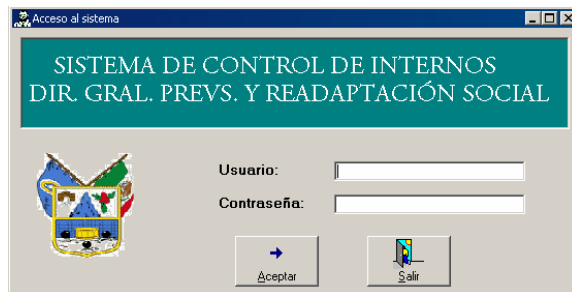 Acceso al sistema
SISTEMA DE CONTROL DE INTERNOS
DIR. GRAL. PREVS. Y READAPTACIÓN SOCIAL
Usuario:
Contraseña:
Aceptar
Salir